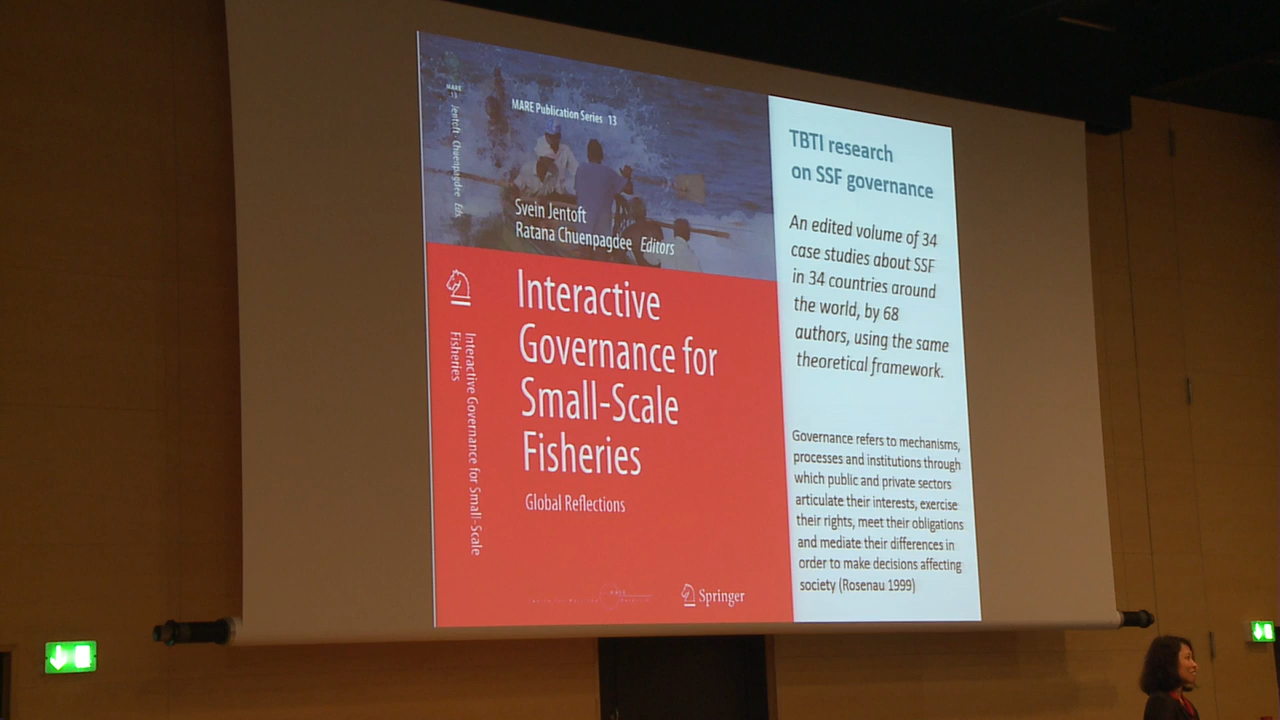 MARE
13
Jentoft · Chuenpagdee Eds.
MARE Publication Series 13
Svein Jentoft
Ratana Chuenpagdee Editors
Interactive Governance for Small-Scale
Fisheries
Interactive
Governance for
Small-Scale
Fisheries
Global Reflections
MARE
Springer
TBTI research
on SSF governance
An edited volume of 34
case studies about SSF
in 34 countries around
the world, by 68
authors, using the same
theoretical framework.
Governance refers to mechanisms,
processes and institutions through
which public and private sectors
articulate their interests, exercise
their rights, meet their obligations
and mediate their differences in
order to make decisions affecting
society (Rosenau 1999)